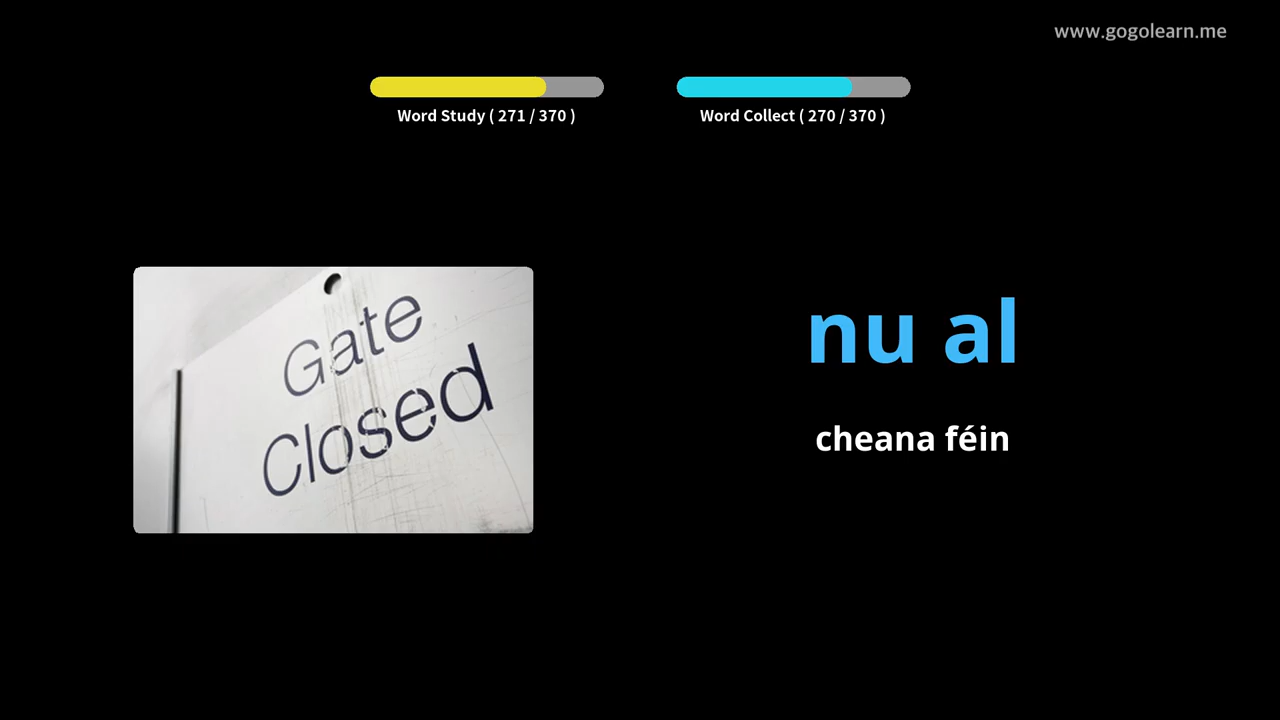 www.gogolearn.me
Word Study ( 271 / 370 )
Word Collect ( 270 / 370 )
Gate
Closed
nu al
cheana féin